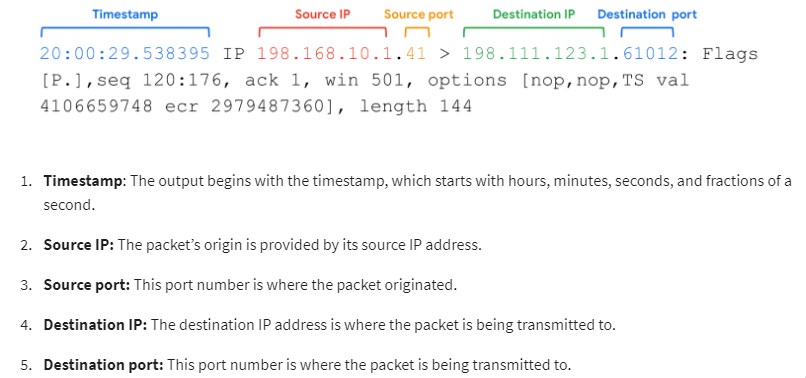 Timestamp Source IP Source port Destination IP Destination port
20:00:29.538395 IP 198.168.10.1.41 > 198.111.123.1.61012: Flags
[P.],seq 120:176, ack 1, win 501, options [nop,nop,TS val
4106659748 ecr 2979487360], length 144
1. Timestamp: The output begins with the timestamp, which starts with hours, minutes, seconds, and fractions of a
second.
2. Source IP: The packet’s origin is provided by its source IP address.
3. Source port: This port number is where the packet originated.
4. Destination IP: The destination IP address is where the packet is being transmitted to.
5. Destination port: This port number is where the packet is being transmitted to.